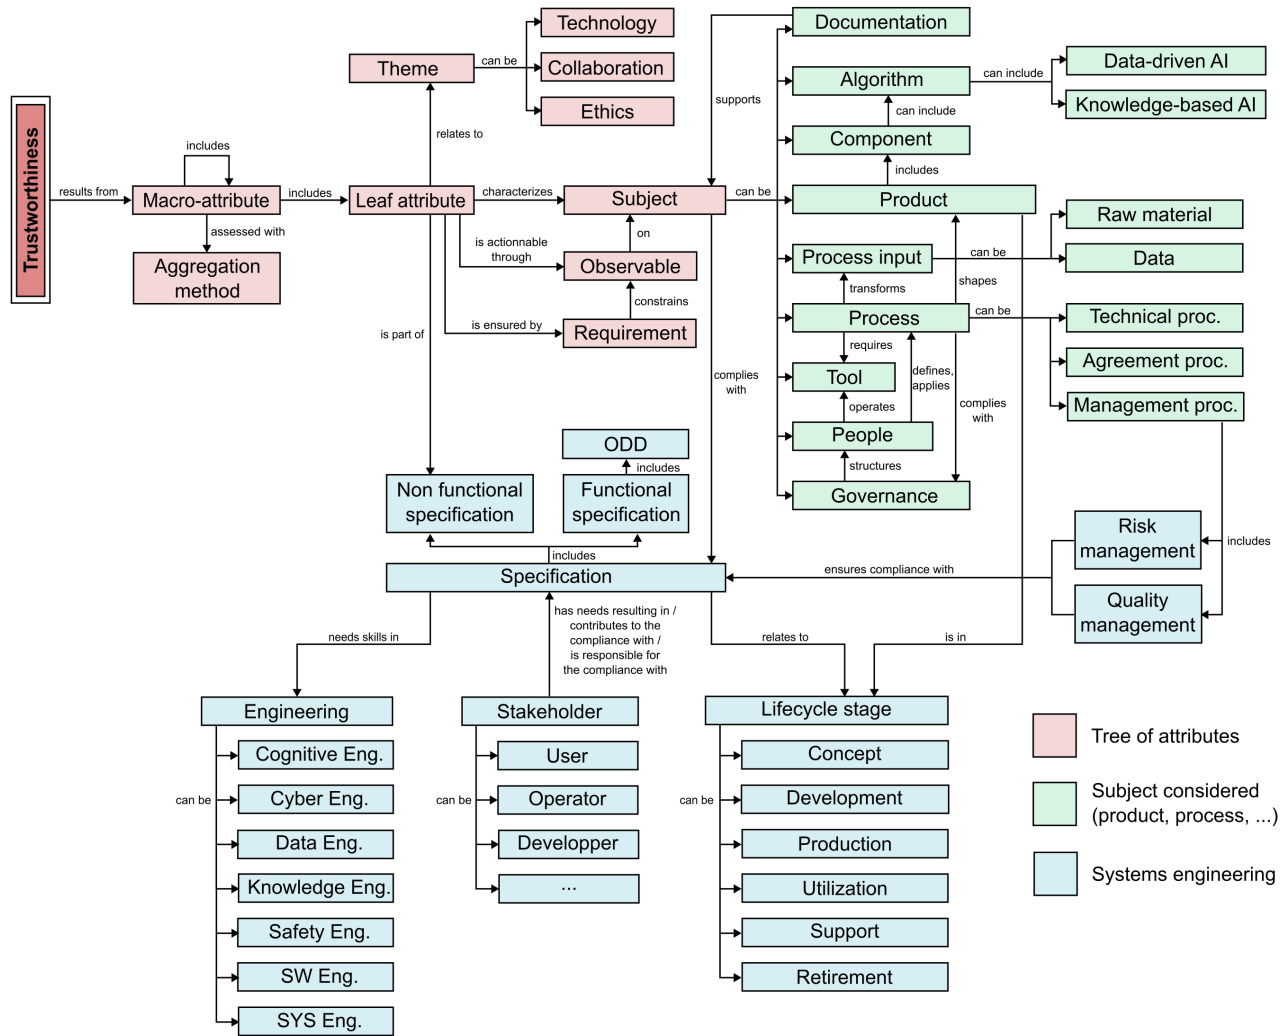 Trustworthiness
results from
includes
Macro-attribute
assessed with
Aggregation
method
includes
Theme
can be
Technology
Collaboration
Ethics
relates to
Leaf attribute
characterizes
Subject
on
is actionnable
through
Observable
constrains
is ensured by
Requirement
is part of
supports
can be
complies
with
Documentation
Algorithm
can include
Data-driven AI
Knowledge-based AI
can include
Component
includes
Product
Process input
can be
Raw material
Data
transforms
shapes
Process
can be
Technical proc.
Agreement proc.
Management proc.
requires
Tool
defines,
applies
operates
complies
with
People
structures
Governance
ODD
includes
Non functional
specification
Functional
specification
includes
Specification
ensures compliance with
Risk
management
includes
Quality
management
needs skills in
has needs resulting in /
contributes to the
compliance with /
is responsible for
the compliance with
relates to
is in
Engineering
can be
Cognitive Eng.
Cyber Eng.
Data Eng.
Knowledge Eng.
Safety Eng.
SW Eng.
SYS Eng.
Stakeholder
can be
User
Operator
Developper
...
Lifecycle stage
can be
Concept
Development
Production
Utilization
Support
Retirement
Tree of attributes
Subject considered
(product, process, ...)
Systems engineering